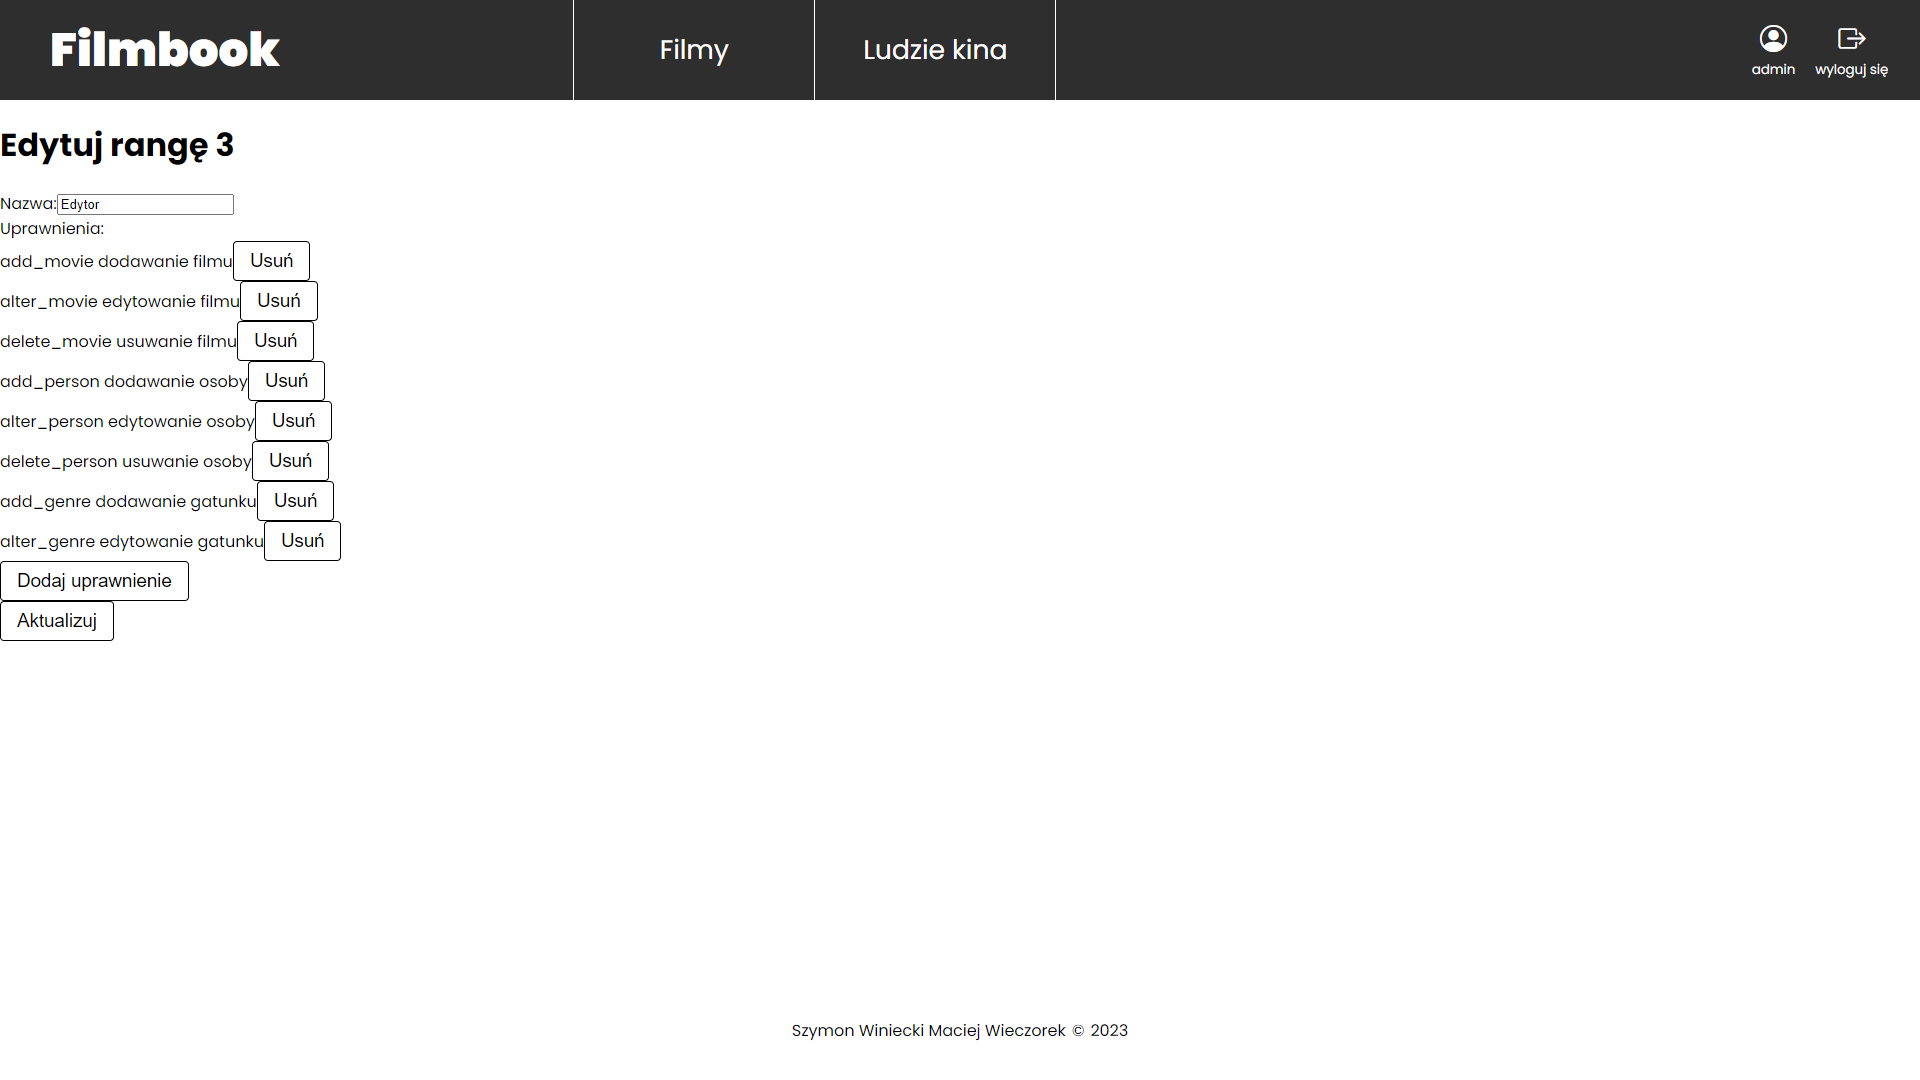 Filmbook
Filmy
Ludzie kina
admin
wyloguj się
Edytuj rangę 3
Nazwa: Edytor
Uprawnienia:
add_movie dodawanie filmu Usuń
alter_movie edytowanie filmu Usuń
delete_movie usuwanie filmu Usuń
add_person dodawanie osoby Usuń
alter_person edytowanie osoby Usuń
delete_person usuwanie osoby Usuń
add_genre dodawanie gatunku Usuń
alter_genre edytowanie gatunku Usuń
Dodaj uprawnienie
Aktualizuj
Szymon Winiecki Maciej Wieczorek © 2023